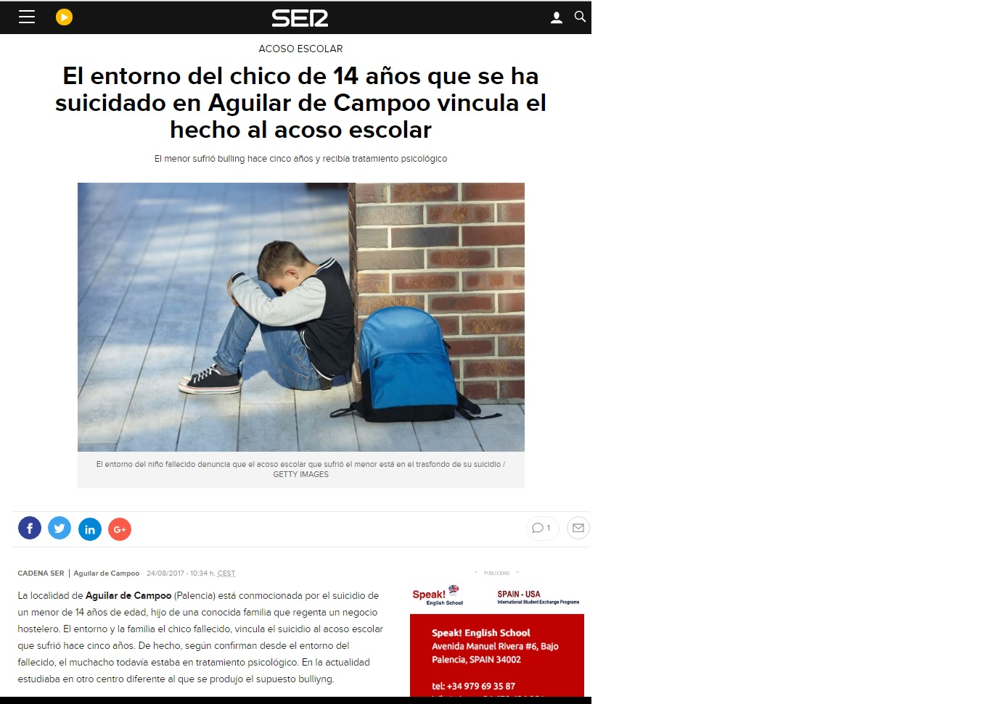 SER
ACOSO ESCOLAR
El entorno del chico de 14 años que se ha
suicidado en Aguilar de Campoo vincula el
hecho al acoso escolar
El menor sufrió bulling hace cinco años y recibía tratamiento psicológico
El entorno del niño fallecido denuncia que el acoso escolar que sufrió el menor está en el trasfondo de su suicidio /
GETTY IMAGES
f in G+ 1
CADENA SER | Aguilar de Campoo 24/08/2017 - 10:34 h. CEST
La localidad de Aguilar de Campoo (Palencia) está conmocionada por el suicidio de
un menor de 14 años de edad, hijo de una conocida familia que regenta un negocio
hostelero. El entorno y la familia el chico fallecido, vincula el suicidio al acoso escolar
que sufrió hace cinco años. De hecho, según confirman desde el entorno del
fallecido, el muchacho todavía estaba en tratamiento psicológico. En la actualidad
estudiaba en otro centro diferente al que se produjo el supuesto bulliyng.
PUBLICIDAD
Speak!
English School
SPAIN - USA
International Student Exchange Programs
Speak! English School
Avenida Manuel Rivera #6, Bajo
Palencia, SPAIN 34002
tel: +34 979 69 35 87